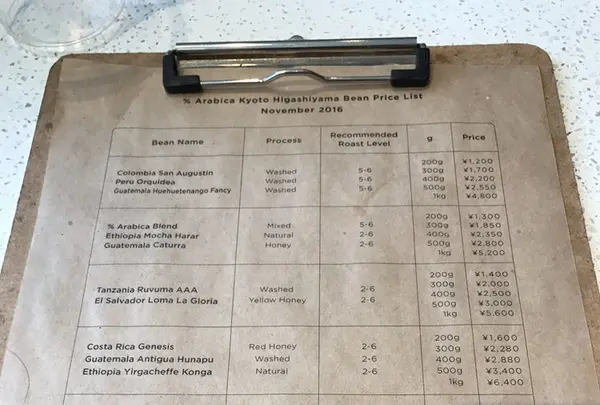 % Arabica Kyoto Higashiyama Bean Price List
November 2016
Bean Name Process Recommended Roast Level g Price
200g ¥1,200
Colombia San Augustin Washed 5-6 300g ¥1,700
Peru Orquidea Washed 5-6 400g ¥2,200
Guatemala Huehuetenango Fancy Washed 5-6 500g ¥2,550
1kg ¥4,800
200g ¥1,300
% Arabica Blend Mixed 5-6 300g ¥1,850
Ethiopia Mocha Harar Natural 2-6 400g ¥2,350
Guatemala Caturra Honey 2-6 500g ¥2,800
1kg ¥5,200
200g ¥1,400
Tanzania Ruvuma AAA Washed 2-6 300g ¥2,000
El Salvador Loma La Gloria Yellow Honey 2-6 400g ¥2,500
500g ¥3,000
1kg ¥5,600
200g ¥1,600
Costa Rica Genesis Red Honey 2-6 300g ¥2,280
Guatemala Antigua Hunapu Washed 2-6 400g ¥2,880
Ethiopia Yirgacheffe Konga Natural 2-6 500g ¥3,400
1kg ¥6,400